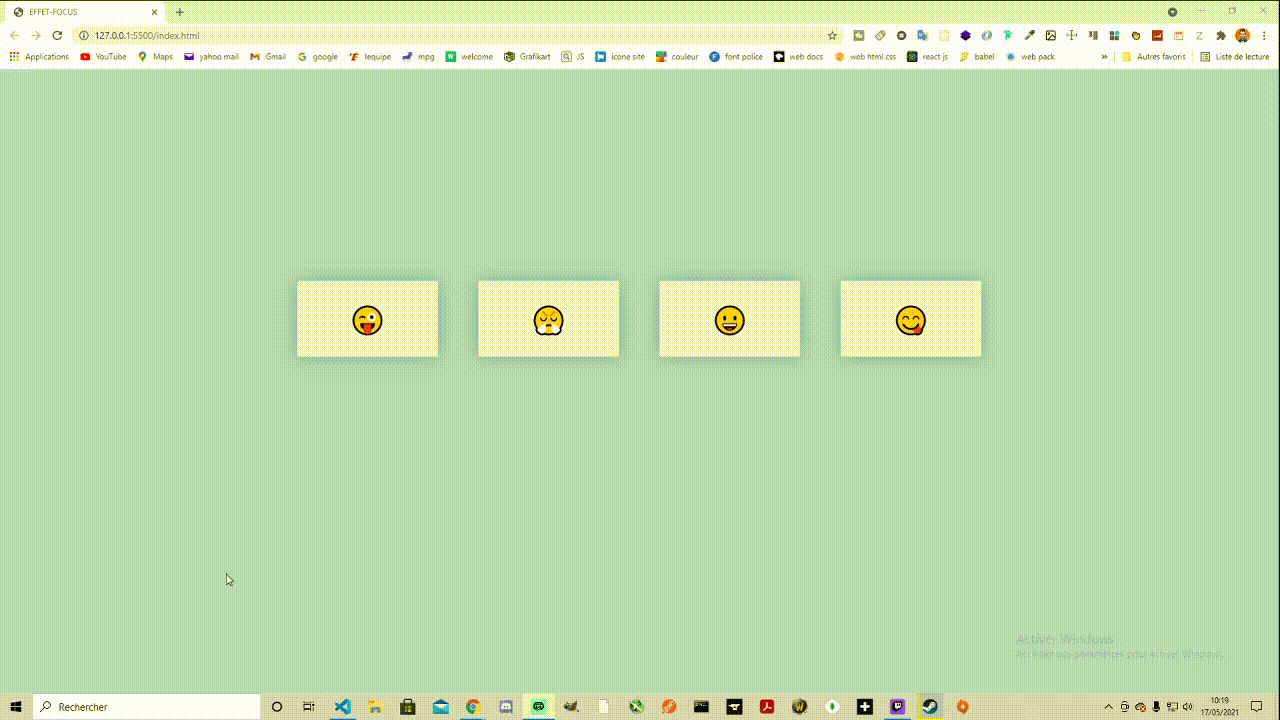 EFFET-FOCUS
127.0.0.1:5500/index.html
Applications YouTube Maps yahoo mail Gmail google lequipe mpg welcome Grafikart JS icone site couleur font police web docs web html css react js babel web pack » Autres favoris Liste de lecture
Activer Windows
Accédez aux paramètres pour activer Windows.
Rechercher
10:19
17/05/2021